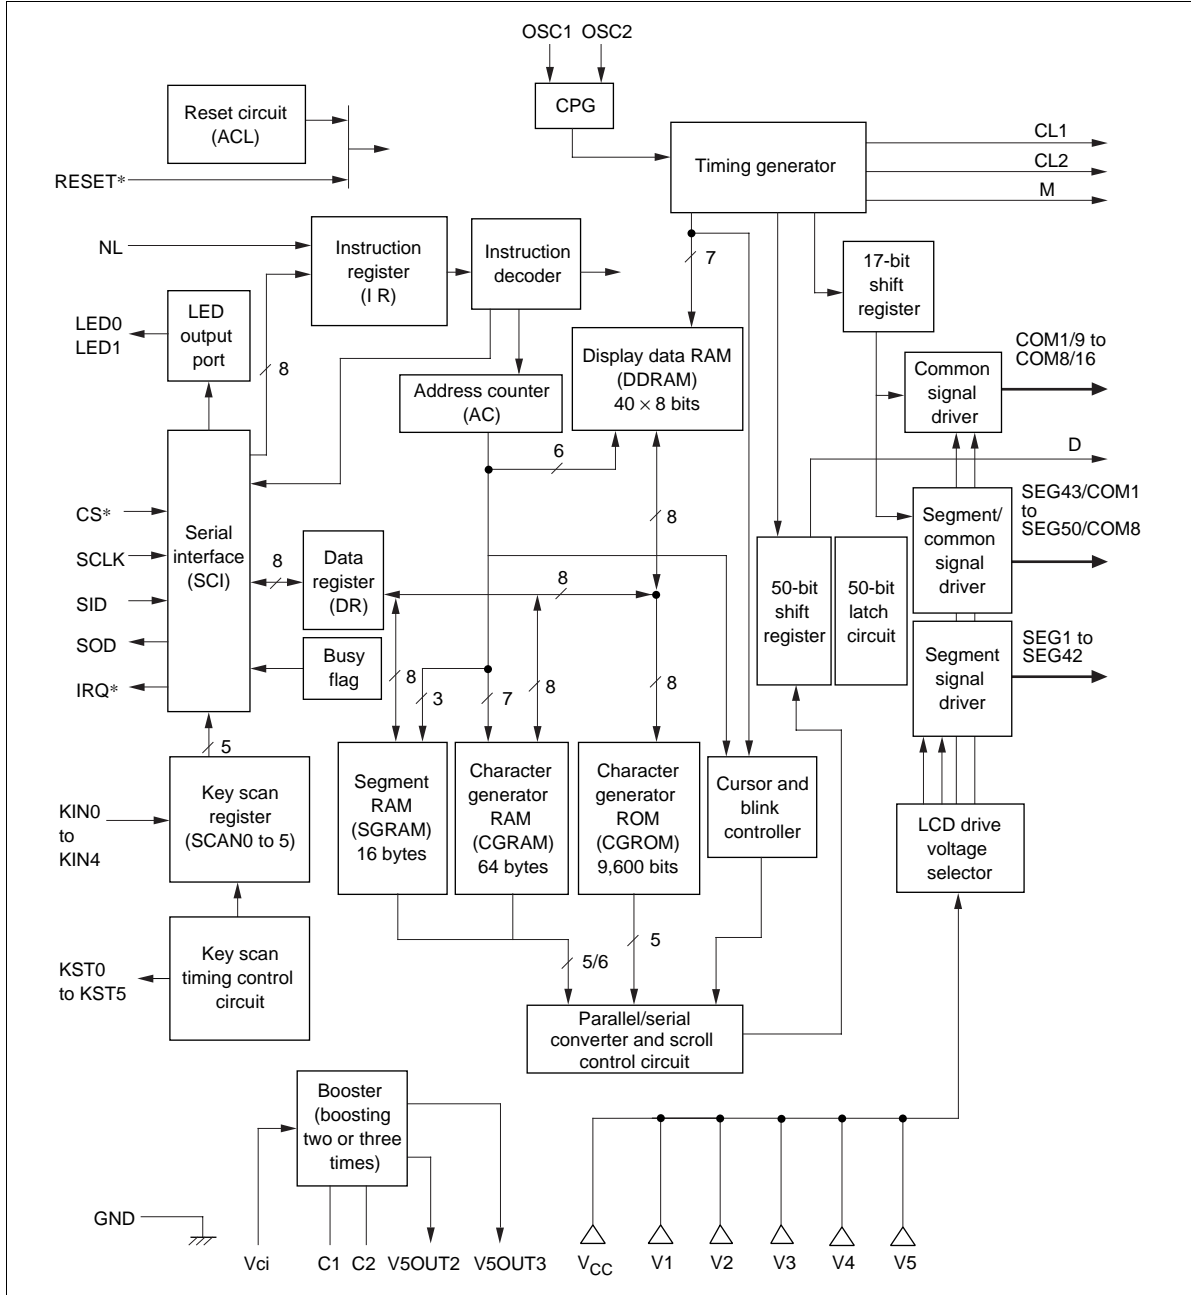 OSC1 OSC2
CPG
Reset circuit
(ACL)
RESET*
Timing generator
CL1
CL2
M
NL
Instruction
register
(I R)
Instruction
decoder
7
17-bit
shift
register
LED0
LED1
LED
output
port
8
Address counter
(AC)
Display data RAM
(DDRAM)
40 × 8 bits
Common
signal
driver
COM1/9 to
COM8/16
6
D
CS*
SCLK
SID
SOD
IRQ*
Serial
interface
(SCI)
8
Data
register
(DR)
8
8
Busy
flag
8
3
7
8
8
50-bit
shift
register
50-bit
latch
circuit
Segment/
common
signal
driver
SEG43/COM1
to
SEG50/COM8
Segment
signal
driver
SEG1 to
SEG42
5
KIN0
to
KIN4
Key scan
register
(SCAN0 to 5)
Segment
RAM
(SGRAM)
16 bytes
Character
generator
RAM
(CGRAM)
64 bytes
Character
generator
ROM
(CGROM)
9,600 bits
Cursor and
blink
controller
LCD drive
voltage
selector
KST0
to KST5
Key scan
timing control
circuit
5/6
5
Parallel/serial
converter and scroll
control circuit
Booster
(boosting
two or three
times)
GND
Vci
C1
C2
V5OUT2
V5OUT3
VCC
V1
V2
V3
V4
V5